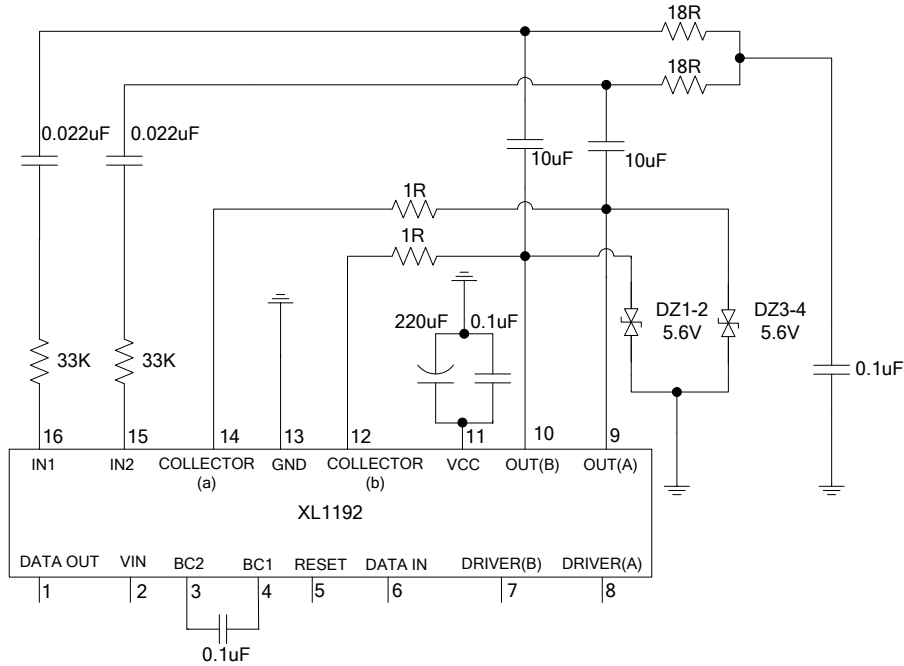 18R
18R
0.022uF
0.022uF
10uF
10uF
1R
1R
220uF
0.1uF
DZ1-2
5.6V
DZ3-4
5.6V
33K
33K
0.1uF
16
15
14
13
12
11
10
9
IN1
IN2
COLLECTOR
(a)
GND
COLLECTOR
(b)
VCC
OUT(B)
OUT(A)
XL1192
DATA OUT
VIN
BC2
BC1
RESET
DATA IN
DRIVER(B)
DRIVER(A)
1
2
3
4
5
6
7
8
0.1uF